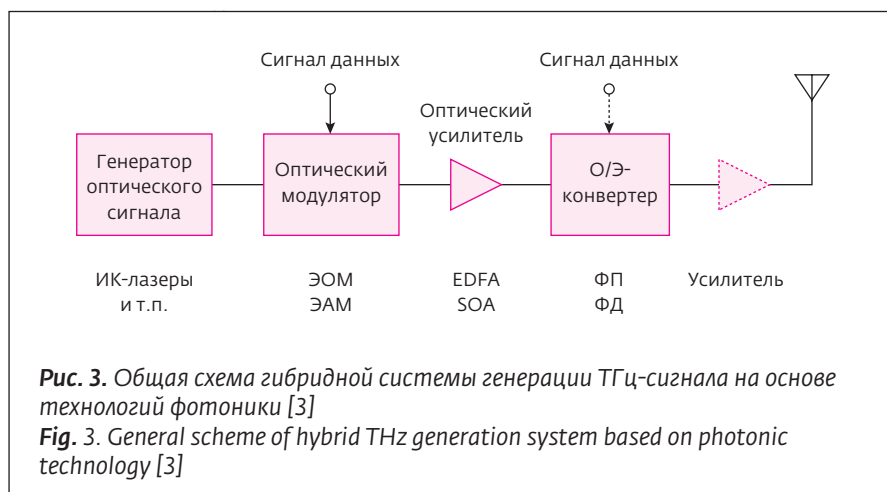 Сигнал данных
Сигнал данных
Оптический
усилитель
Генератор
оптического
сигнала
Оптический
модулятор
О/Э-
конвертер
ИК-лазеры
и т.п.
ЭОМ
ЭАМ
EDFA
SOA
ФП
ФД
Усилитель
Рис. 3. Общая схема гибридной системы генерации ТГц-сигнала на основе
технологий фотоники [3]
Fig. 3. General scheme of hybrid THz generation system based on photonic
technology [3]